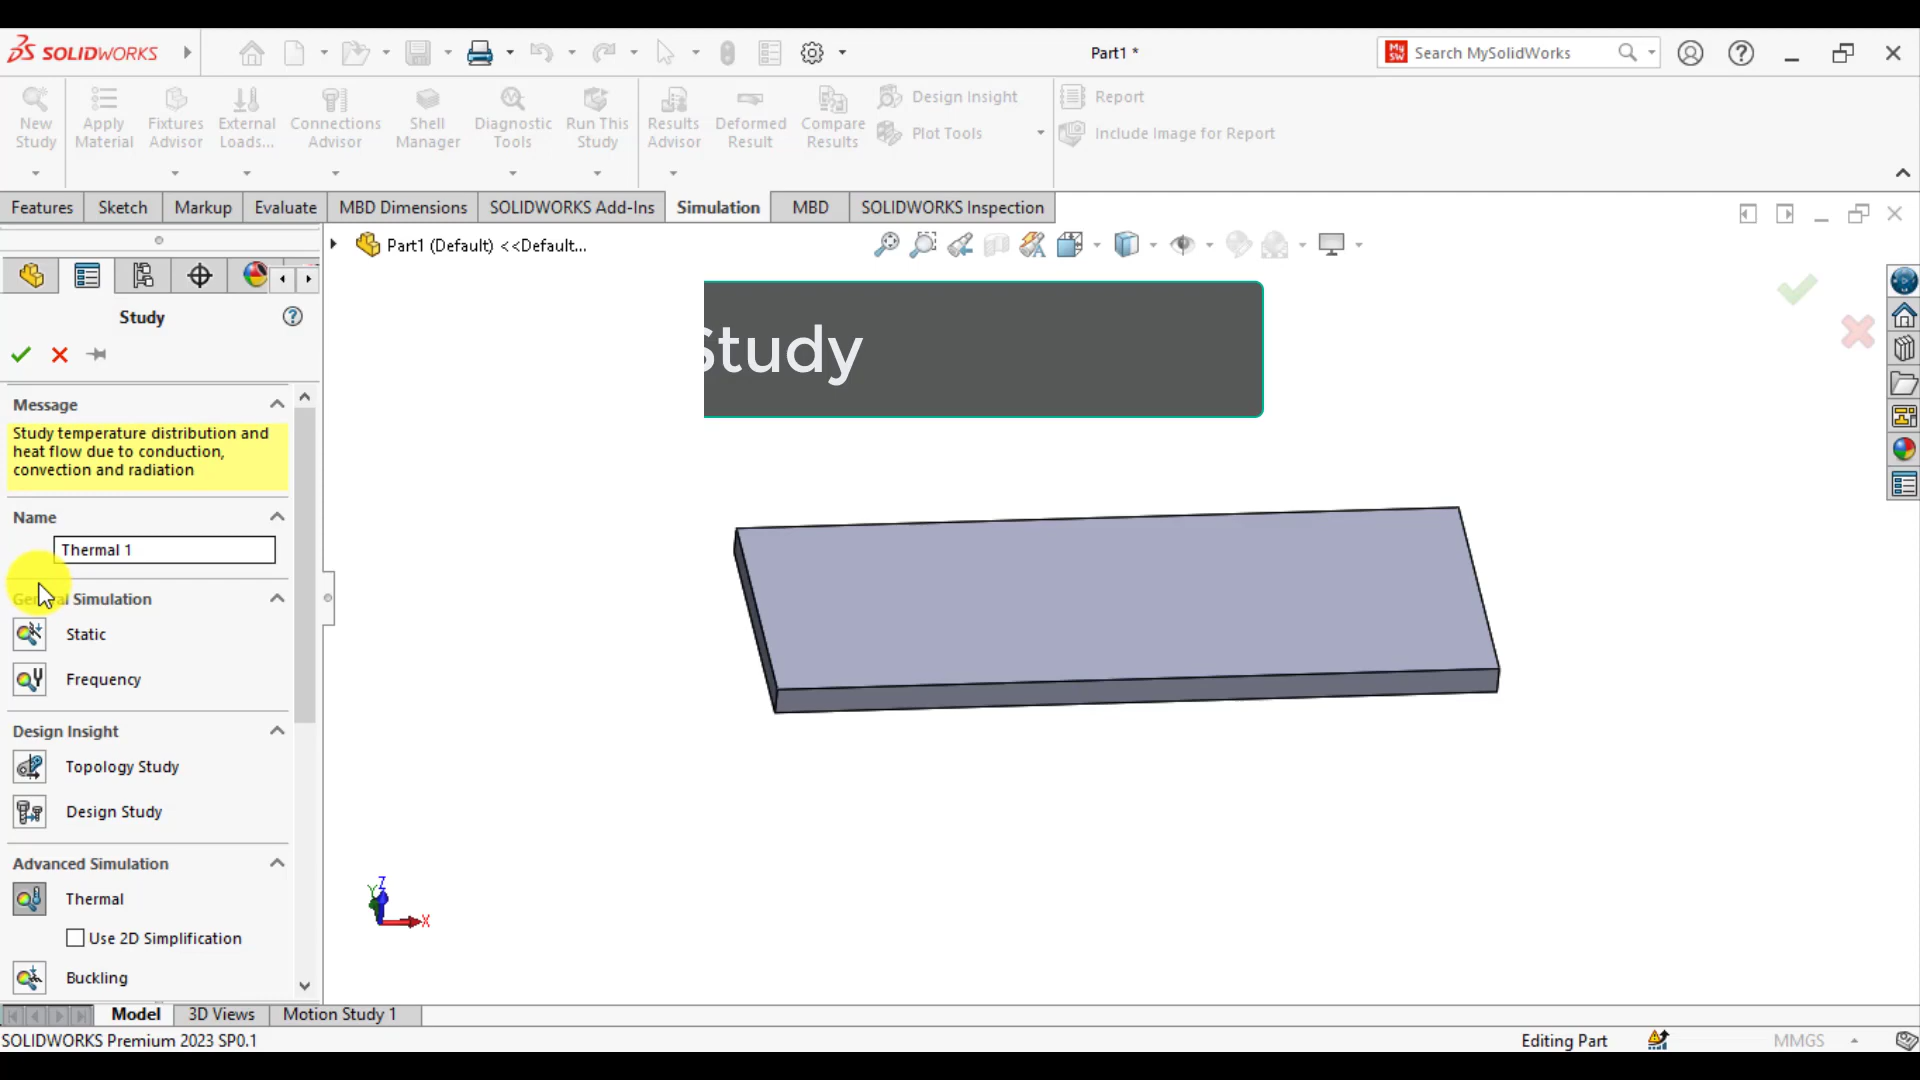 SOLIDWORKS
Part1 *
Search MySolidWorks
New Study
Apply Material
Fixtures Advisor
External Loads...
Connections Advisor
Shell Manager
Diagnostic Tools
Run This Study
Results Advisor
Deformed Result
Compare Results
Design Insight
Plot Tools
Report
Include Image for Report
Features
Sketch
Markup
Evaluate
MBD Dimensions
SOLIDWORKS Add-Ins
Simulation
MBD
SOLIDWORKS Inspection
Part1 (Default) <<Default...
Study
Study
Message
Study temperature distribution and
heat flow due to conduction,
convection and radiation
Name
Thermal 1
General Simulation
Static
Frequency
Design Insight
Topology Study
Design Study
Advanced Simulation
Thermal
Use 2D Simplification
Buckling
Z
Y
X
Model
3D Views
Motion Study 1
SOLIDWORKS Premium 2023 SP0.1
Editing Part
MMGS